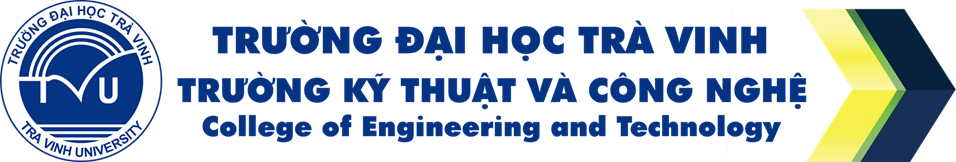 TRƯỜNG ĐẠI HỌC TRÀ VINH
TVU
TRA VINH UNIVERSITY
TRƯỜNG ĐẠI HỌC TRÀ VINH
TRƯỜNG KỸ THUẬT VÀ CÔNG NGHỆ
College of Engineering and Technology